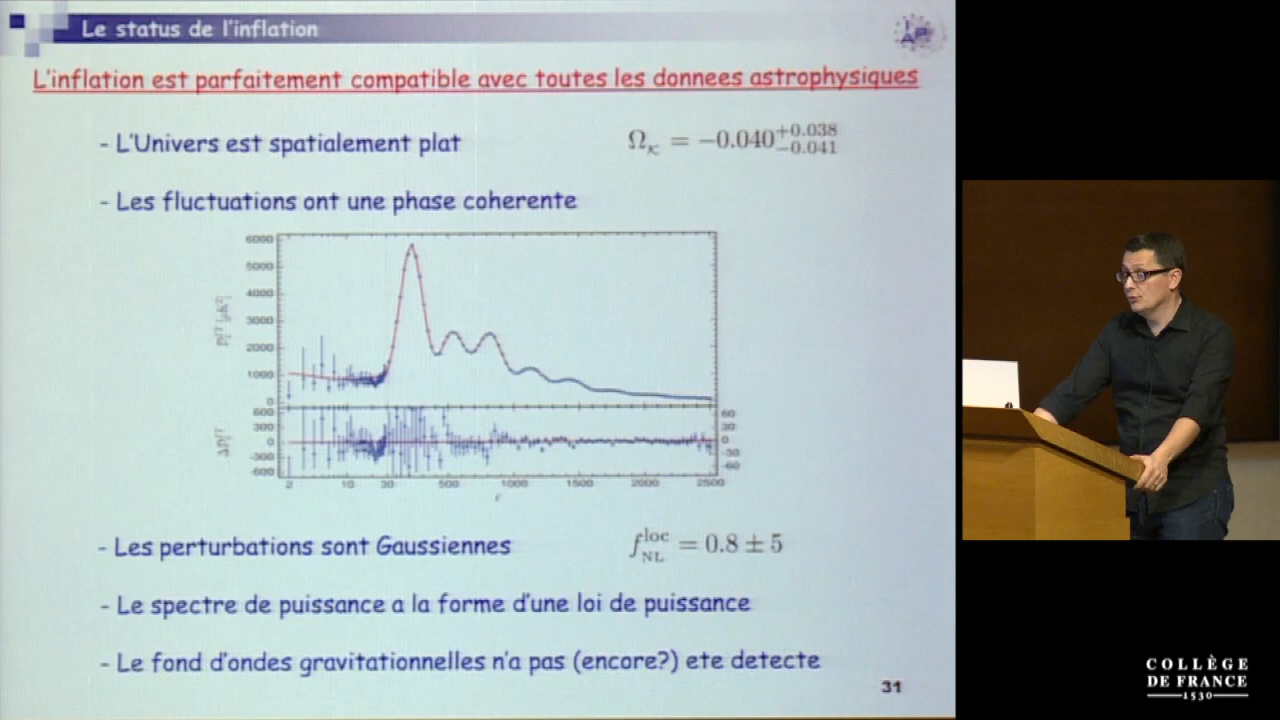 Le status de l'inflation
L'inflation est parfaitement compatible avec toutes les donnees astrophysiques
- L'Univers est spatialement plat
Ω_κ = −0.040^{+0.038}_{−0.041}
- Les fluctuations ont une phase coherente
6000
5000
4000
3000
2000
1000
0
600
300
0
-300
-600
60
30
0
-30
-60
2 10 30 500 1000 1500 2000 2500
ℓ
- Les perturbations sont Gaussiennes
f_{NL}^{loc} = 0.8 ± 5
- Le spectre de puissance a la forme d'une loi de puissance
- Le fond d'ondes gravitationnelles n'a pas (encore?) ete detecte
31
COLLÈGE
DE FRANCE
1530